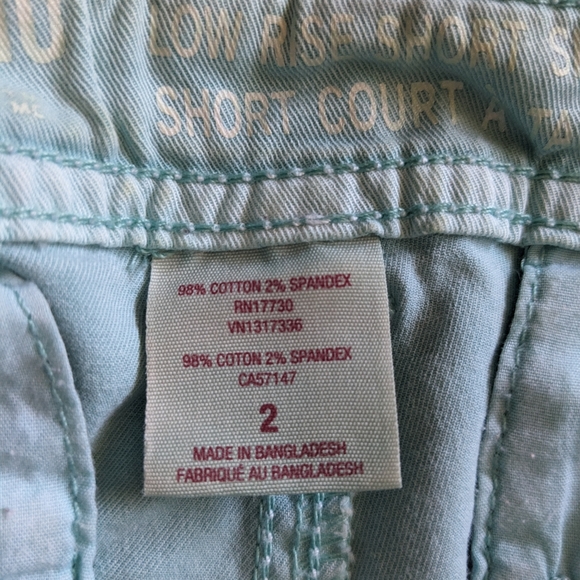 LOW RISE SHORT
SHORT COURT A
98% COTTON 2% SPANDEX
RN17730
VN1317336
98% COTON 2% SPANDEX
CA57147
2
MADE IN BANGLADESH
FABRIQUÉ AU BANGLADESH